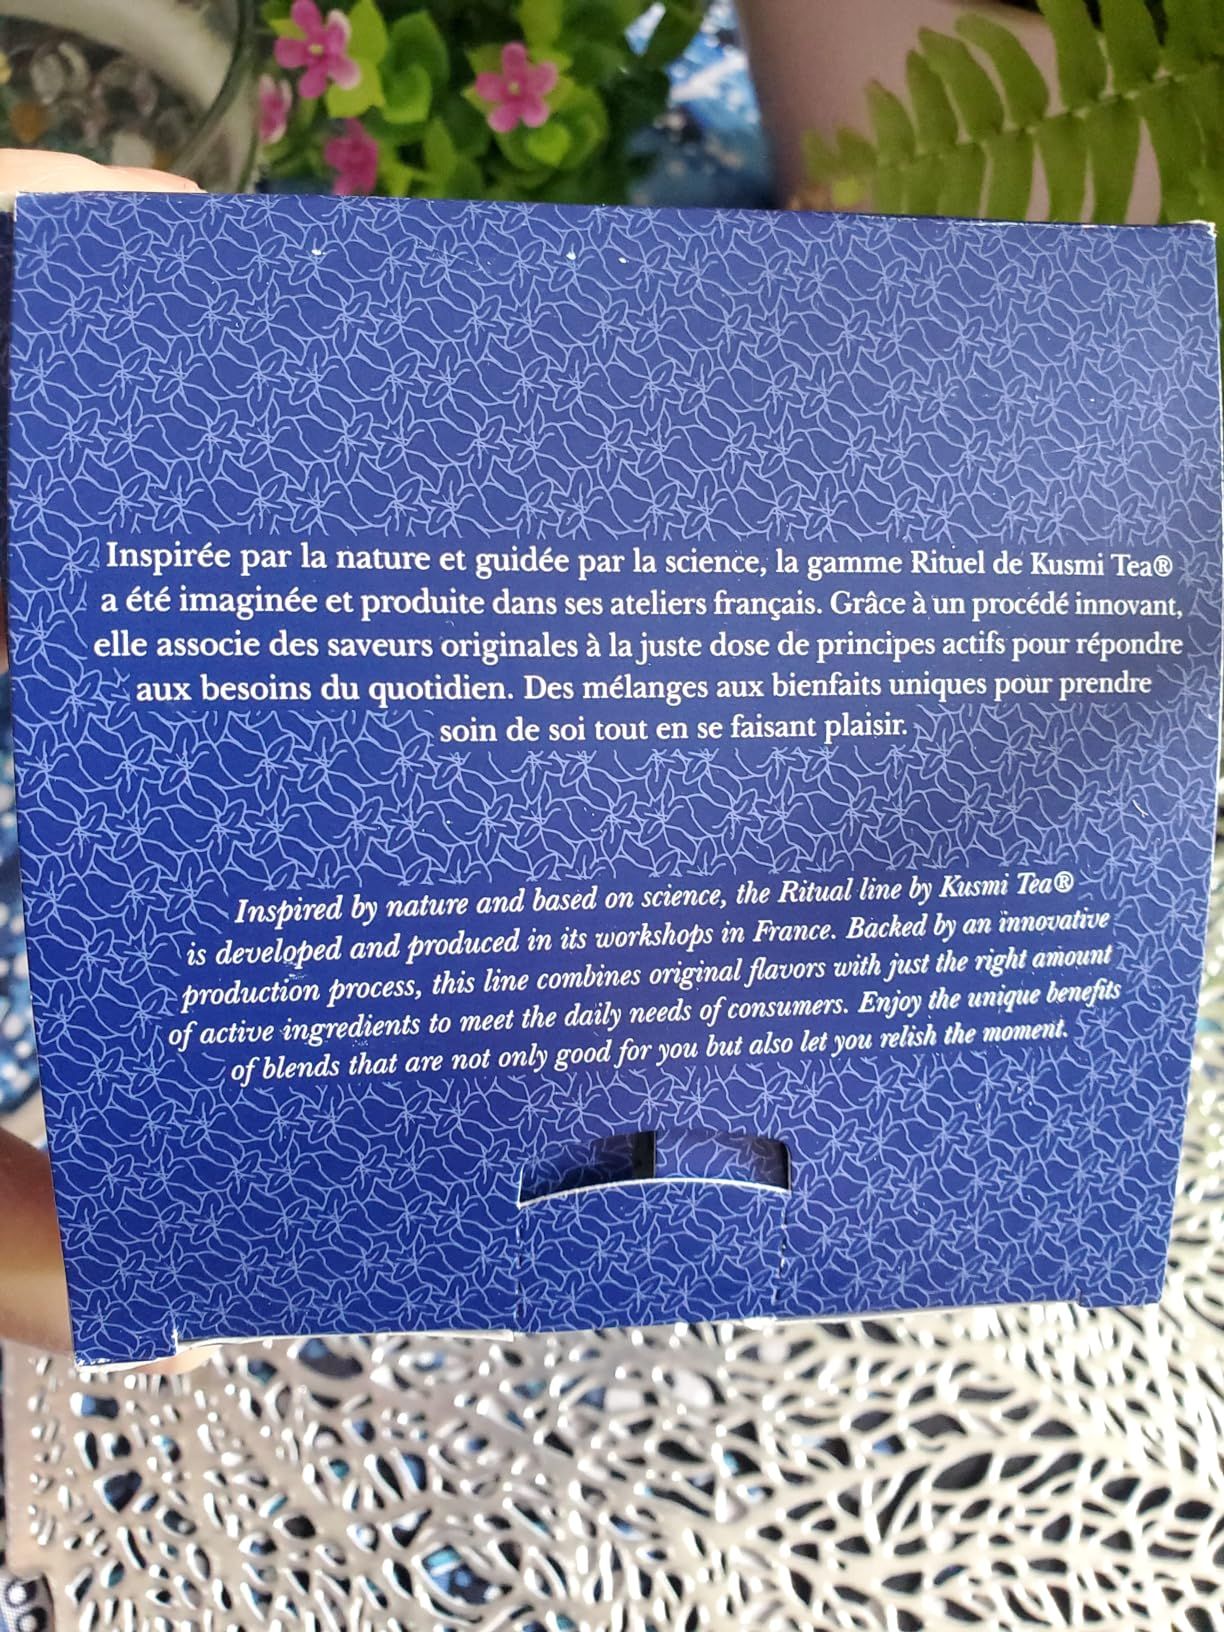 Inspirée par la nature et guidée par la science, la gamme Rituel de Kusmi Tea®
a été imaginée et produite dans ses ateliers français. Grâce à un procédé innovant,
elle associe des saveurs originales à la juste dose de principes actifs pour répondre
aux besoins du quotidien. Des mélanges aux bienfaits uniques pour prendre
soin de soi tout en se faisant plaisir.
Inspired by nature and based on science, the Ritual line by Kusmi Tea®
is developed and produced in its workshops in France. Backed by an innovative
production process, this line combines original flavors with just the right amount
of active ingredients to meet the daily needs of consumers. Enjoy the unique benefits
of blends that are not only good for you but also let you relish the moment.